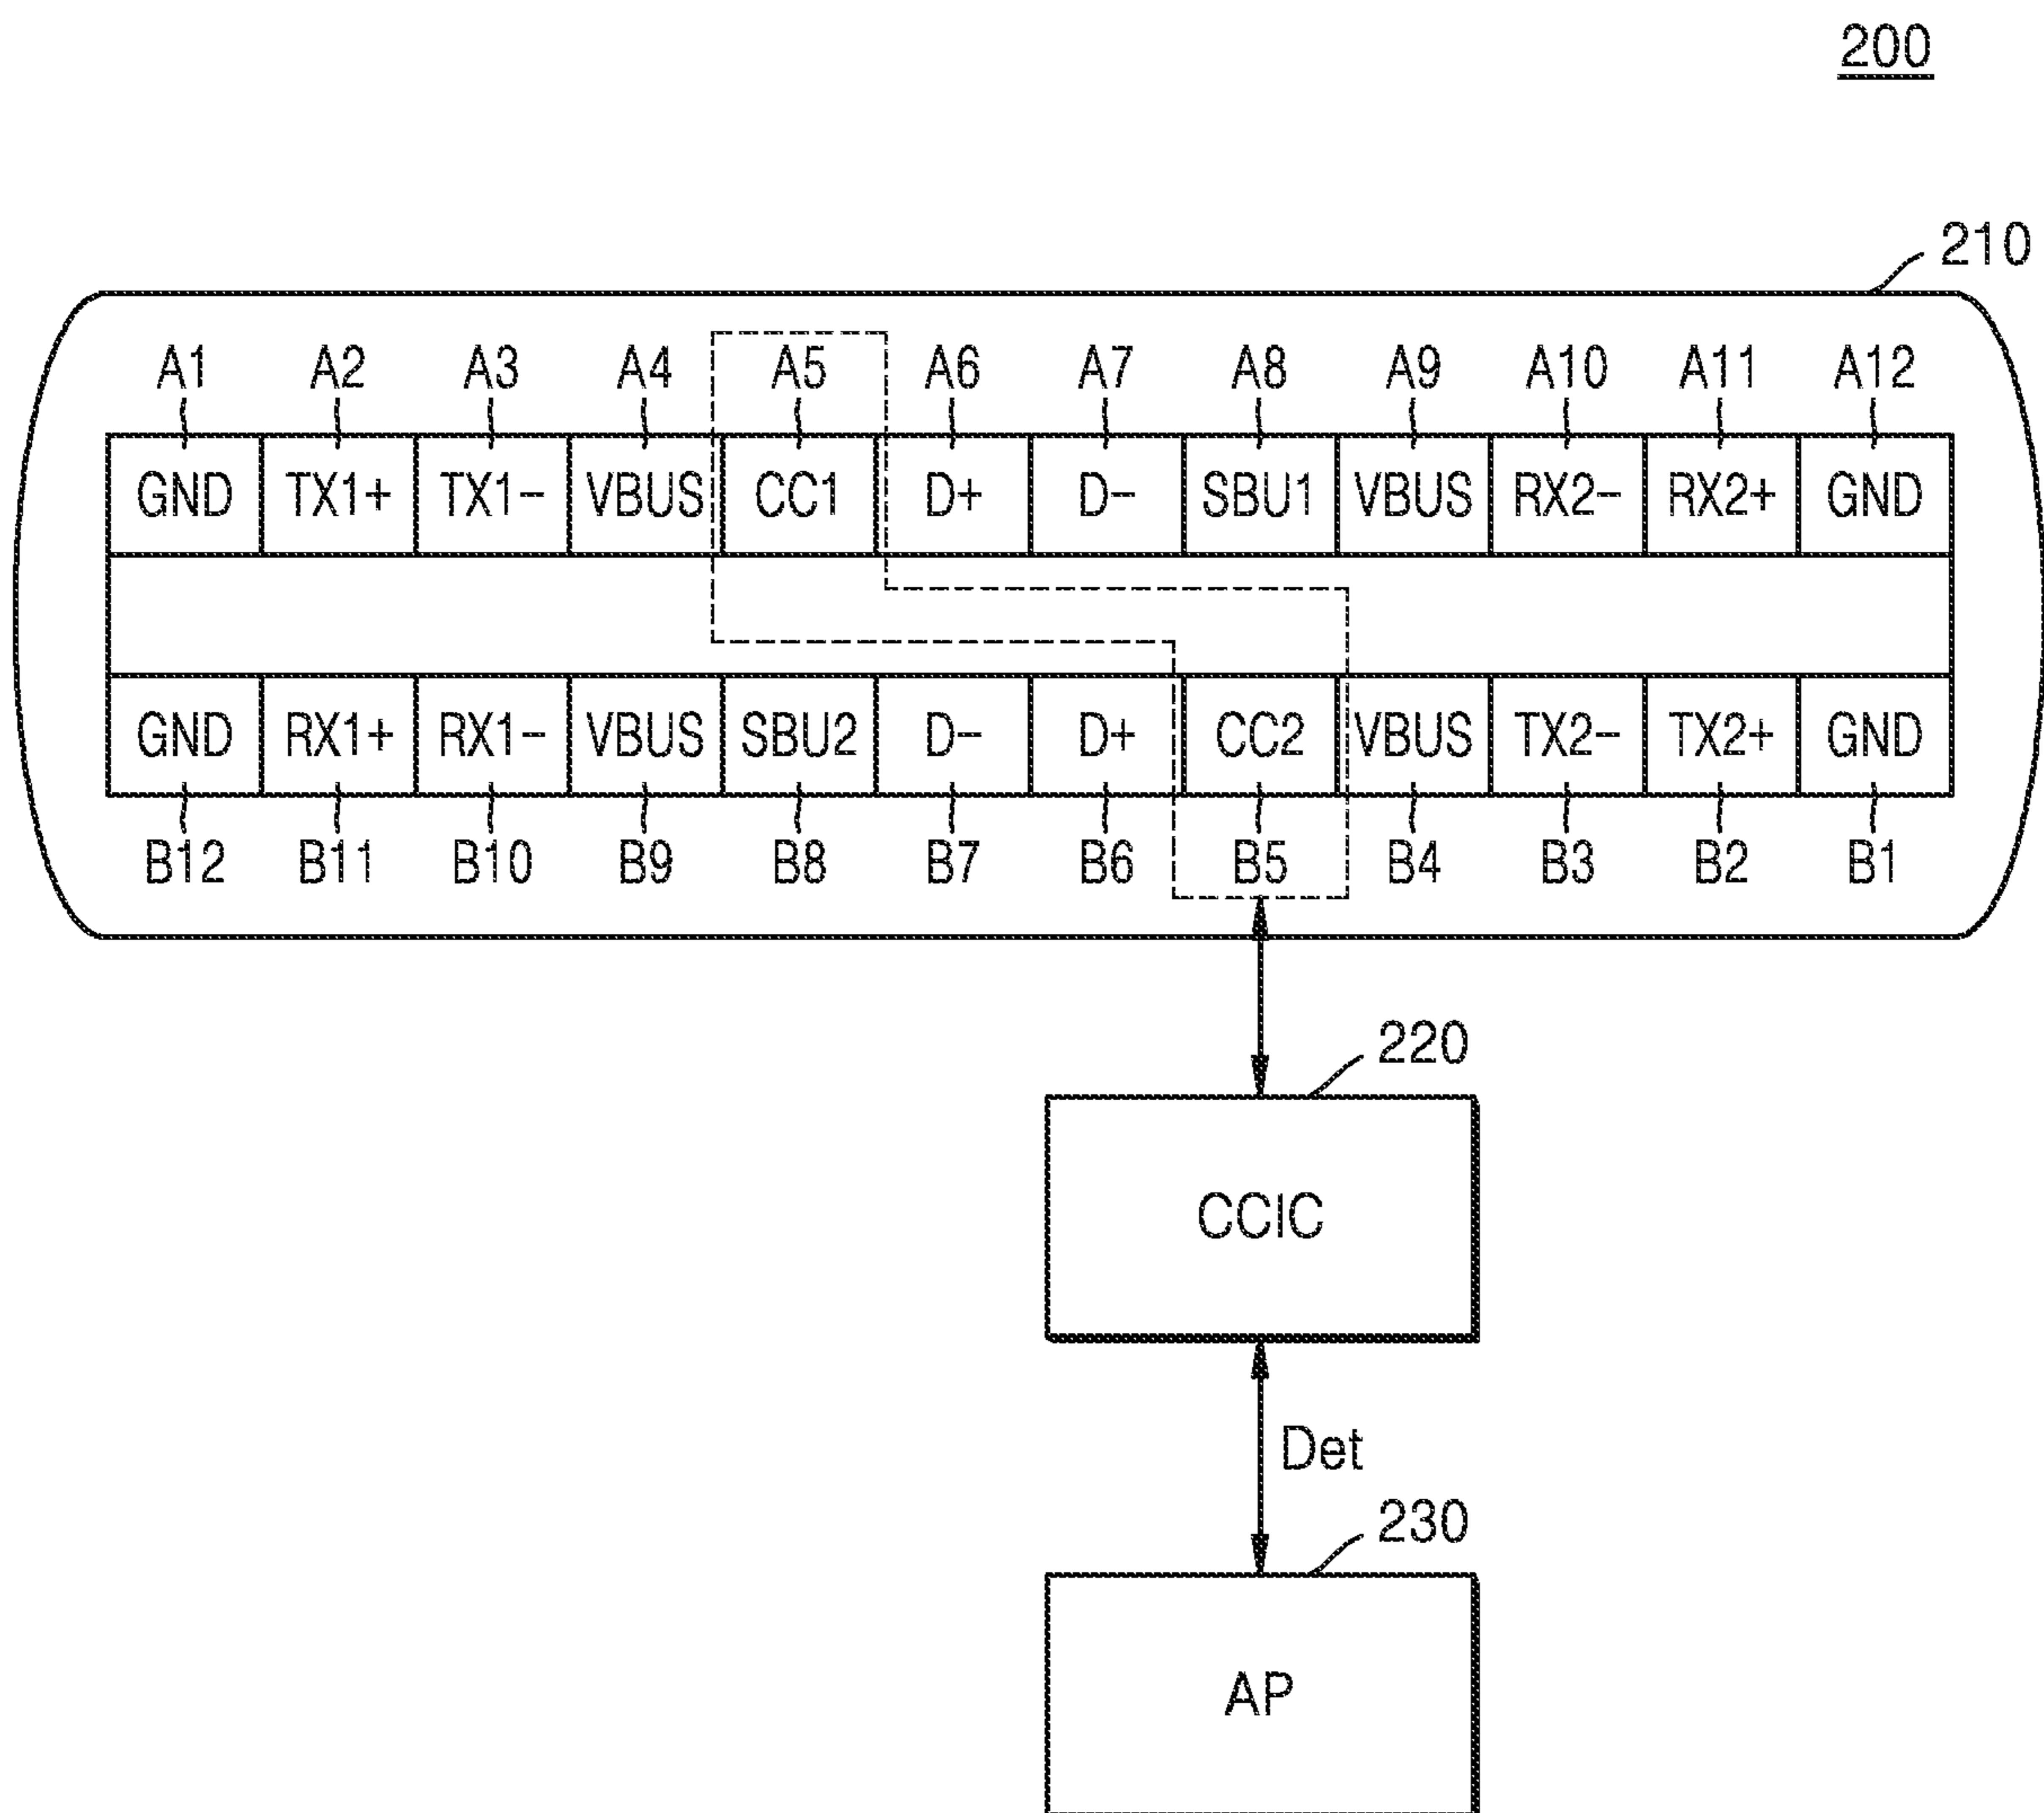 200
210
A1 A2 A3 A4 A5 A6 A7 A8 A9 A10 A11 A12
GND TX1+ TX1- VBUS CC1 D+ D- SBU1 VBUS RX2- RX2+ GND
GND RX1+ RX1- VBUS SBU2 D- D+ CC2 VBUS TX2- TX2+ GND
B12 B11 B10 B9 B8 B7 B6 B5 B4 B3 B2 B1
220
CCIC
Det
230
AP